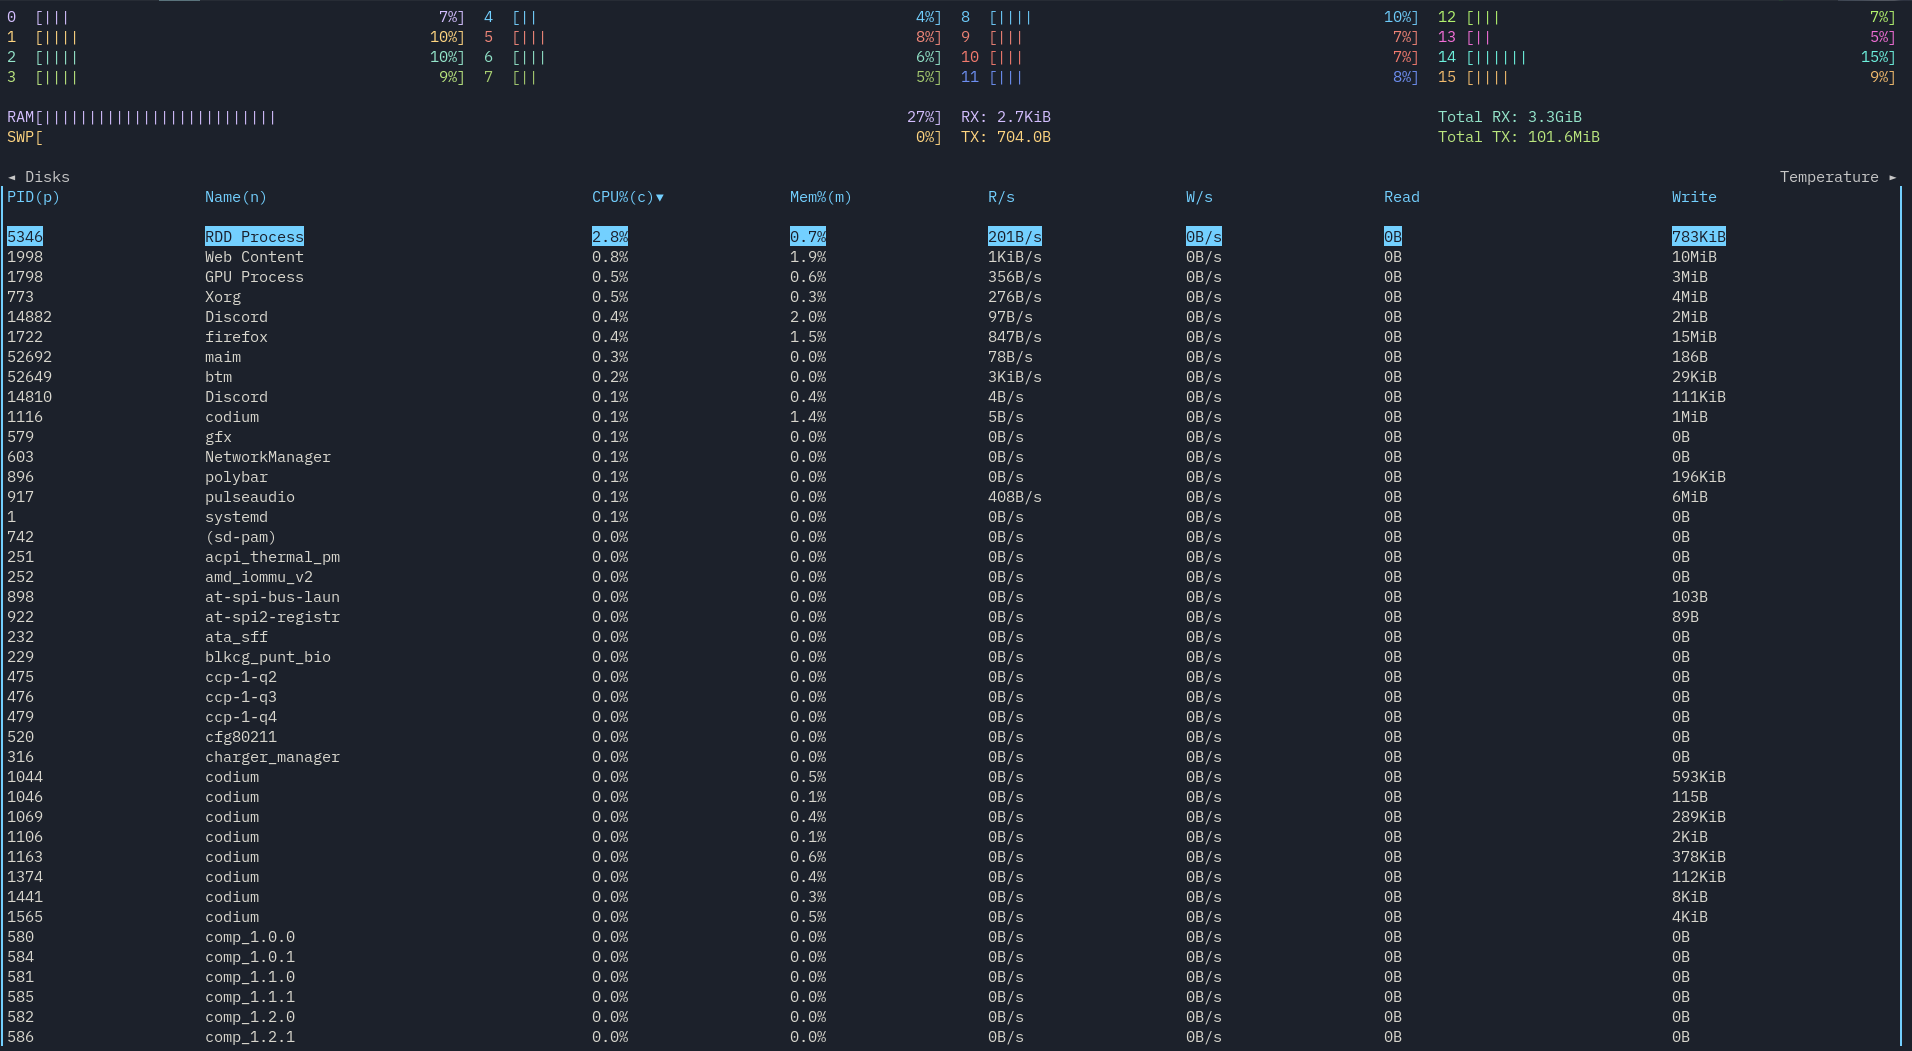 0 [||| 7%] 4 [|| 4%] 8 [|||| 10%] 12 [||| 7%]
1 [|||| 10%] 5 [||| 8%] 9 [||| 7%] 13 [|| 5%]
2 [|||| 10%] 6 [||| 6%] 10 [||| 7%] 14 [|||||| 15%]
3 [|||| 9%] 7 [|| 5%] 11 [||| 8%] 15 [|||| 9%]
RAM[|||||||||||||||||||||||||| 27%] RX: 2.7KiB Total RX: 3.3GiB
SWP[ 0%] TX: 704.0B Total TX: 101.6MiB
◄ Disks Temperature ►
PID(p) Name(n) CPU%(c)▼ Mem%(m) R/s W/s Read Write
5346 RDD Process 2.8% 0.7% 201B/s 0B/s 0B 783KiB
1998 Web Content 0.8% 1.9% 1KiB/s 0B/s 0B 10MiB
1798 GPU Process 0.5% 0.6% 356B/s 0B/s 0B 3MiB
773 Xorg 0.5% 0.3% 276B/s 0B/s 0B 4MiB
14882 Discord 0.4% 2.0% 97B/s 0B/s 0B 2MiB
1722 firefox 0.4% 1.5% 847B/s 0B/s 0B 15MiB
52692 maim 0.3% 0.0% 78B/s 0B/s 0B 186B
52649 btm 0.2% 0.0% 3KiB/s 0B/s 0B 29KiB
14810 Discord 0.1% 0.4% 4B/s 0B/s 0B 111KiB
1116 codium 0.1% 1.4% 5B/s 0B/s 0B 1MiB
579 gfx 0.1% 0.0% 0B/s 0B/s 0B 0B
603 NetworkManager 0.1% 0.0% 0B/s 0B/s 0B 0B
896 polybar 0.1% 0.0% 0B/s 0B/s 0B 196KiB
917 pulseaudio 0.1% 0.0% 408B/s 0B/s 0B 6MiB
1 systemd 0.1% 0.0% 0B/s 0B/s 0B 0B
742 (sd-pam) 0.0% 0.0% 0B/s 0B/s 0B 0B
251 acpi_thermal_pm 0.0% 0.0% 0B/s 0B/s 0B 0B
252 amd_iommu_v2 0.0% 0.0% 0B/s 0B/s 0B 0B
898 at-spi-bus-laun 0.0% 0.0% 0B/s 0B/s 0B 103B
922 at-spi2-registr 0.0% 0.0% 0B/s 0B/s 0B 89B
232 ata_sff 0.0% 0.0% 0B/s 0B/s 0B 0B
229 blkcg_punt_bio 0.0% 0.0% 0B/s 0B/s 0B 0B
475 ccp-1-q2 0.0% 0.0% 0B/s 0B/s 0B 0B
476 ccp-1-q3 0.0% 0.0% 0B/s 0B/s 0B 0B
479 ccp-1-q4 0.0% 0.0% 0B/s 0B/s 0B 0B
520 cfg80211 0.0% 0.0% 0B/s 0B/s 0B 0B
316 charger_manager 0.0% 0.0% 0B/s 0B/s 0B 0B
1044 codium 0.0% 0.5% 0B/s 0B/s 0B 593KiB
1046 codium 0.0% 0.1% 0B/s 0B/s 0B 115B
1069 codium 0.0% 0.4% 0B/s 0B/s 0B 289KiB
1106 codium 0.0% 0.1% 0B/s 0B/s 0B 2KiB
1163 codium 0.0% 0.6% 0B/s 0B/s 0B 378KiB
1374 codium 0.0% 0.4% 0B/s 0B/s 0B 112KiB
1441 codium 0.0% 0.3% 0B/s 0B/s 0B 8KiB
1565 codium 0.0% 0.5% 0B/s 0B/s 0B 4KiB
580 comp_1.0.0 0.0% 0.0% 0B/s 0B/s 0B 0B
584 comp_1.0.1 0.0% 0.0% 0B/s 0B/s 0B 0B
581 comp_1.1.0 0.0% 0.0% 0B/s 0B/s 0B 0B
585 comp_1.1.1 0.0% 0.0% 0B/s 0B/s 0B 0B
582 comp_1.2.0 0.0% 0.0% 0B/s 0B/s 0B 0B
586 comp_1.2.1 0.0% 0.0% 0B/s 0B/s 0B 0B